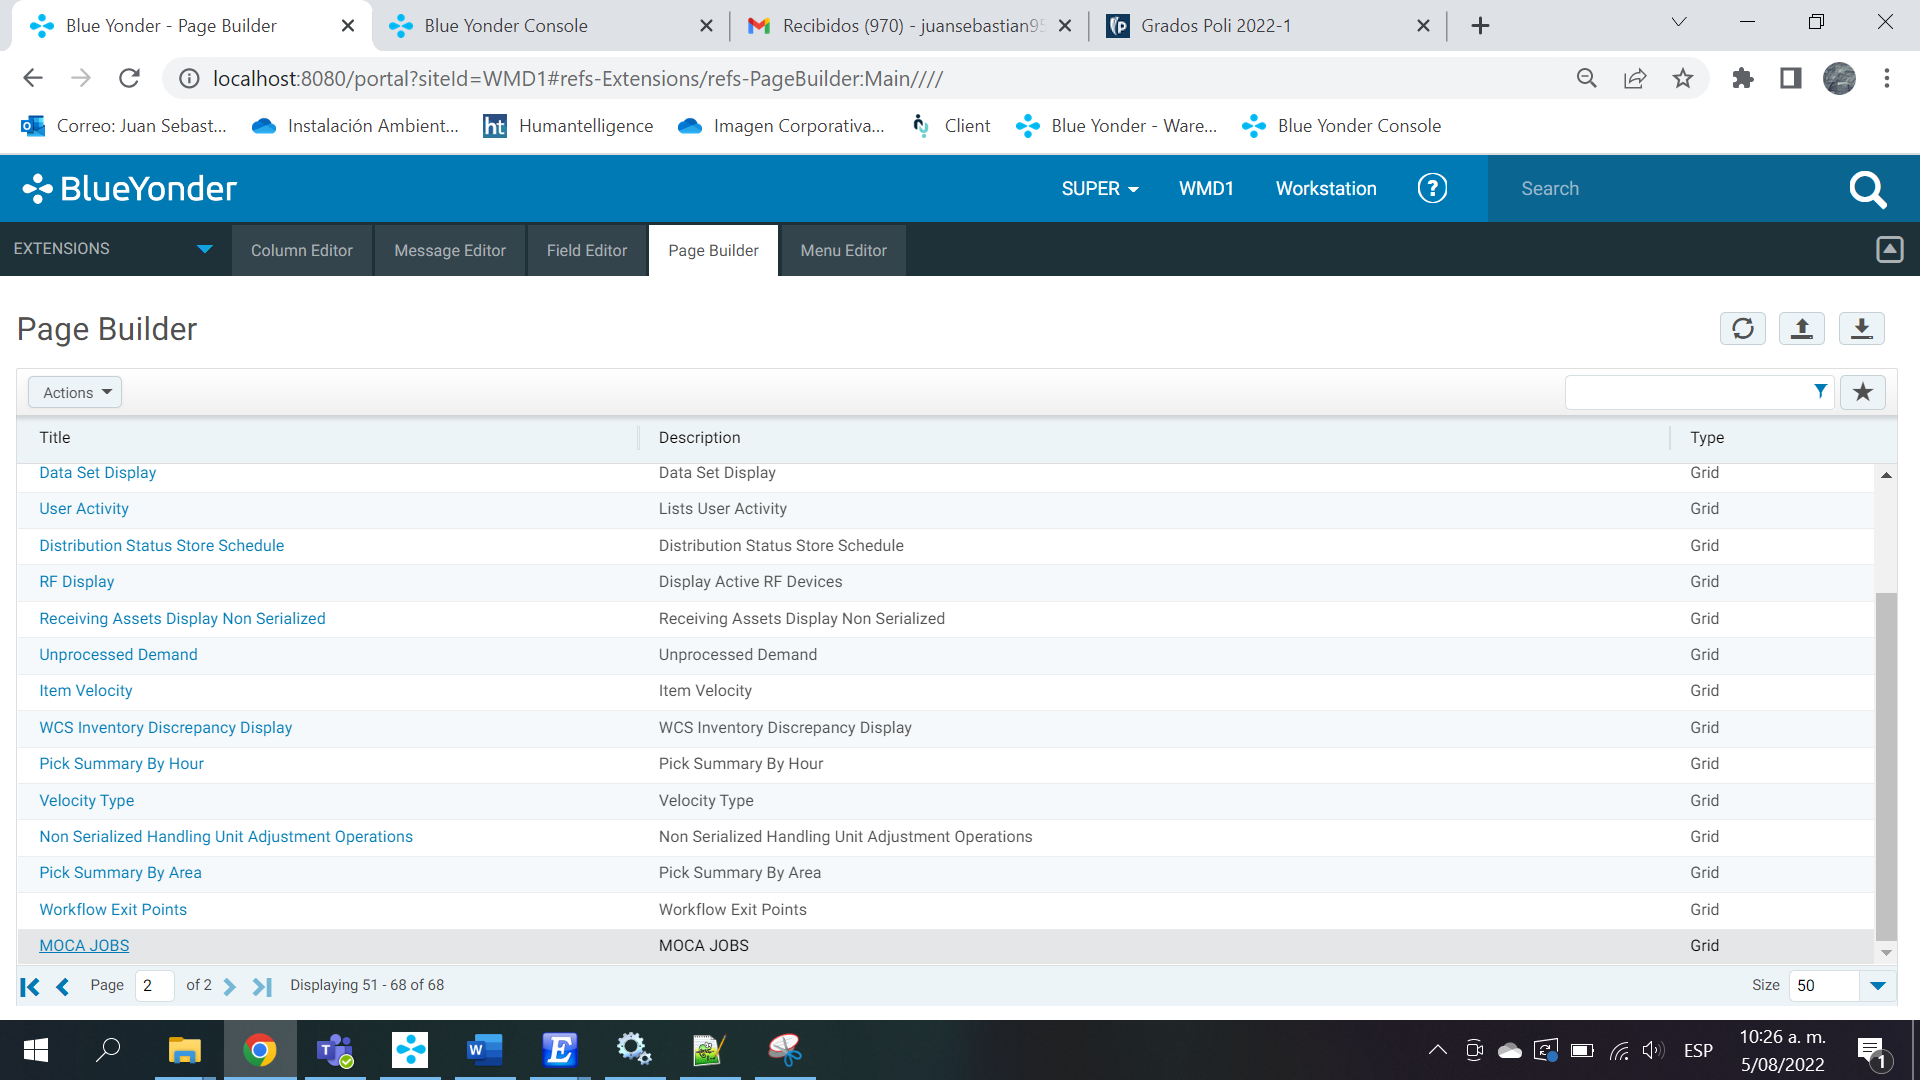 Blue Yonder - Page Builder
Blue Yonder Console
Recibidos (970) - juansebastian95
Grados Poli 2022-1
localhost:8080/portal?siteId=WMD1#refs-Extensions/refs-PageBuilder:Main////
Correo: Juan Sebast...
Instalación Ambient...
ht Humantelligence
Imagen Corporativa...
Client
Blue Yonder - Ware...
Blue Yonder Console
BlueYonder
SUPER
WMD1
Workstation
?
Search
EXTENSIONS
Column Editor
Message Editor
Field Editor
Page Builder
Menu Editor
Page Builder
Actions
Title Description Type
Data Set Display Data Set Display Grid
User Activity Lists User Activity Grid
Distribution Status Store Schedule Distribution Status Store Schedule Grid
RF Display Display Active RF Devices Grid
Receiving Assets Display Non Serialized Receiving Assets Display Non Serialized Grid
Unprocessed Demand Unprocessed Demand Grid
Item Velocity Item Velocity Grid
WCS Inventory Discrepancy Display WCS Inventory Discrepancy Display Grid
Pick Summary By Hour Pick Summary By Hour Grid
Velocity Type Velocity Type Grid
Non Serialized Handling Unit Adjustment Operations Non Serialized Handling Unit Adjustment Operations Grid
Pick Summary By Area Pick Summary By Area Grid
Workflow Exit Points Workflow Exit Points Grid
MOCA JOBS MOCA JOBS Grid
Page 2 of 2 Displaying 51 - 68 of 68 Size 50
ESP
10:26 a. m.
5/08/2022
1